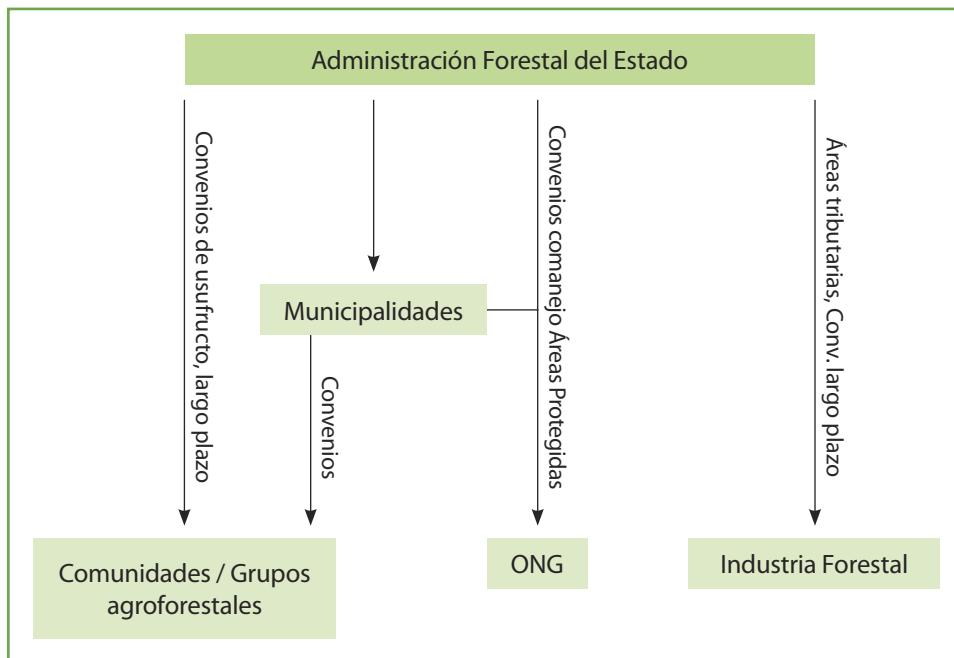 Administración Forestal del Estado
Convenios de usufructo, largo plazo
Convenios comanejo Áreas Protegidas
Áreas tributarias, Conv. largo plazo
Municipalidades
Convenios
Comunidades / Grupos
agroforestales
ONG
Industria Forestal